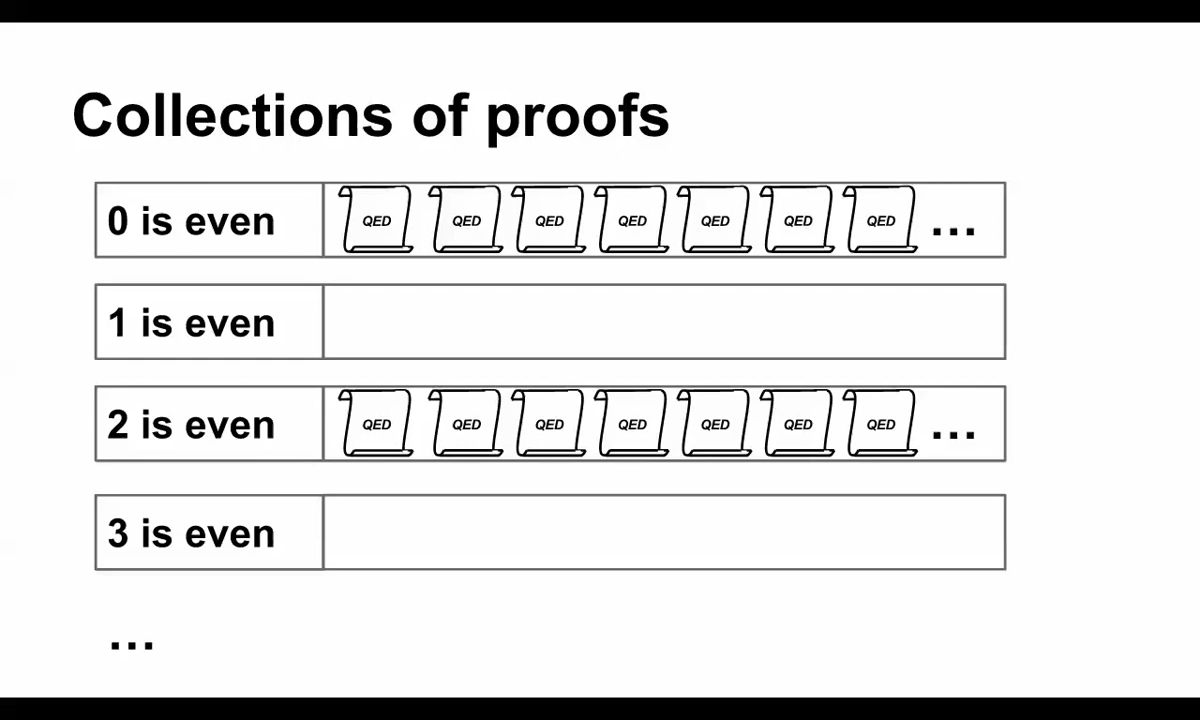 Collections of proofs
0 is even QED QED QED QED QED QED QED ...
1 is even
2 is even QED QED QED QED QED QED QED ...
3 is even
...